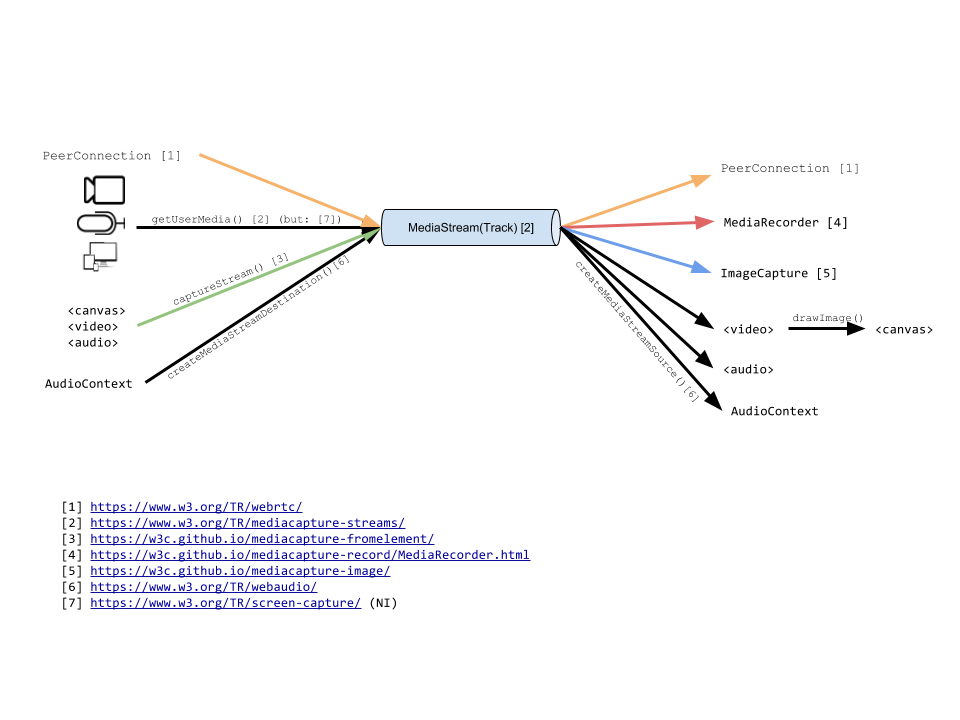 PeerConnection [1]
getUserMedia() [2] (but: [7])
captureStream() [3]
<canvas>
<video>
<audio>
createMediaStreamDestination()[6]
AudioContext
MediaStream(Track) [2]
PeerConnection [1]
MediaRecorder [4]
ImageCapture [5]
createMediaStreamSource()[6]
<video>
drawImage()
<canvas>
<audio>
AudioContext
[1] https://www.w3.org/TR/webrtc/
[2] https://www.w3.org/TR/mediacapture-streams/
[3] https://w3c.github.io/mediacapture-fromelement/
[4] https://w3c.github.io/mediacapture-record/MediaRecorder.html
[5] https://w3c.github.io/mediacapture-image/
[6] https://www.w3.org/TR/webaudio/
[7] https://www.w3.org/TR/screen-capture/ (NI)